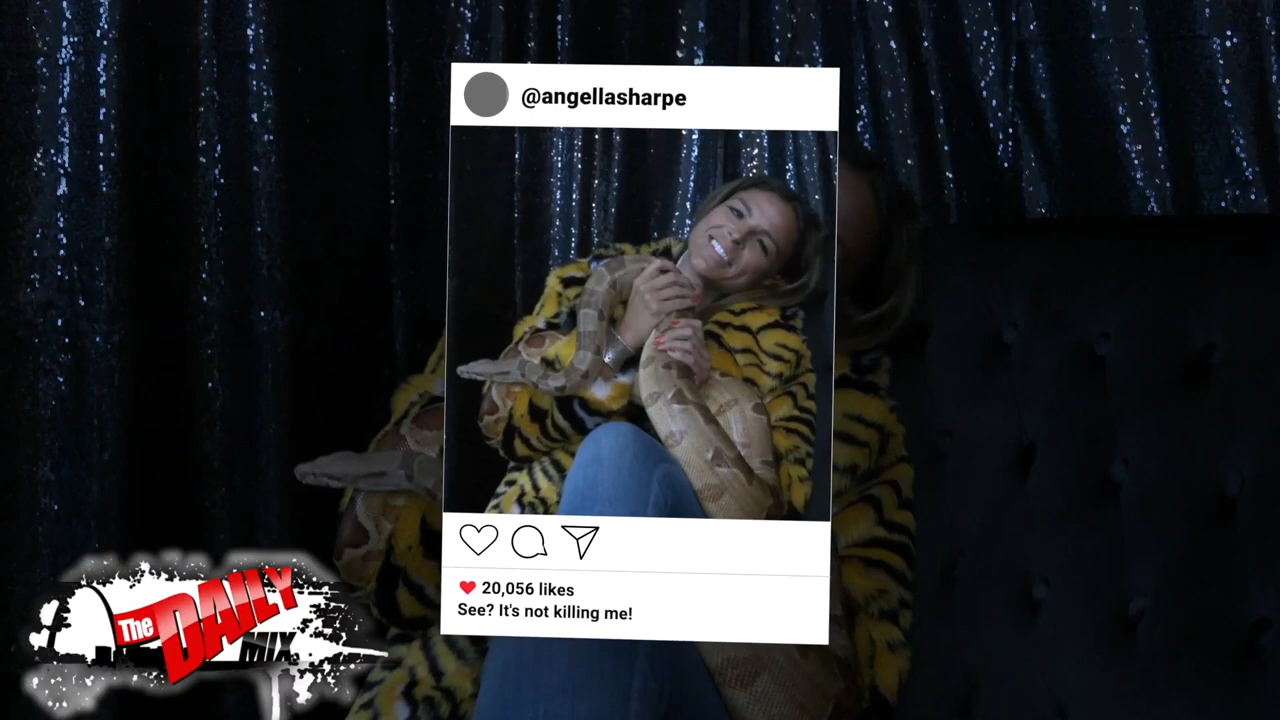 @angellasharpe
20,056 likes
See? It's not killing me!
The
DAILY
MIX